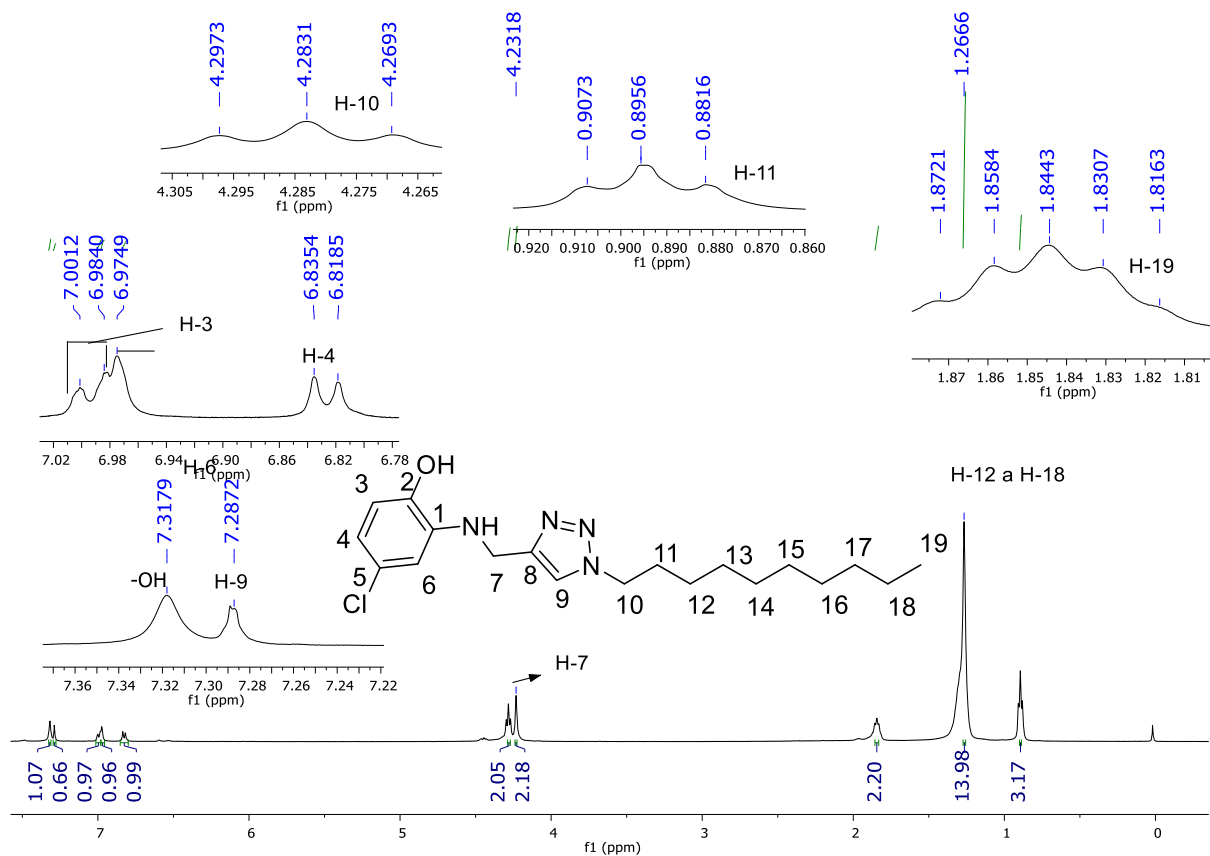 4.2973
4.2831
4.2693
H-10
4.305 4.295 4.285 4.275 4.265
f1 (ppm)
4.2318
0.9073
0.8956
0.8816
H-11
0.920 0.910 0.900 0.890 0.880 0.870 0.860
f1 (ppm)
1.2666
1.8721
1.8584
1.8443
1.8307
1.8163
H-19
1.87 1.86 1.85 1.84 1.83 1.82 1.81
f1 (ppm)
7.0012
6.9840
6.9749
6.8354
6.8185
H-3
H-4
7.02 6.98 6.94 6.90 6.86 6.82 6.78
f1 (ppm)
H-6
7.3179
7.2872
-OH
H-9
7.36 7.34 7.32 7.30 7.28 7.26 7.24 7.22
f1 (ppm)
OH
2
3
1
NH
4
5
6
Cl
7
8
9
N
N
N
10
11
12
13
14
15
16
17
18
19
H-12 a H-18
H-7
1.07
0.66
0.97
0.96
0.99
2.05
2.18
2.20
13.98
3.17
7 6 5 4 3 2 1 0
f1 (ppm)